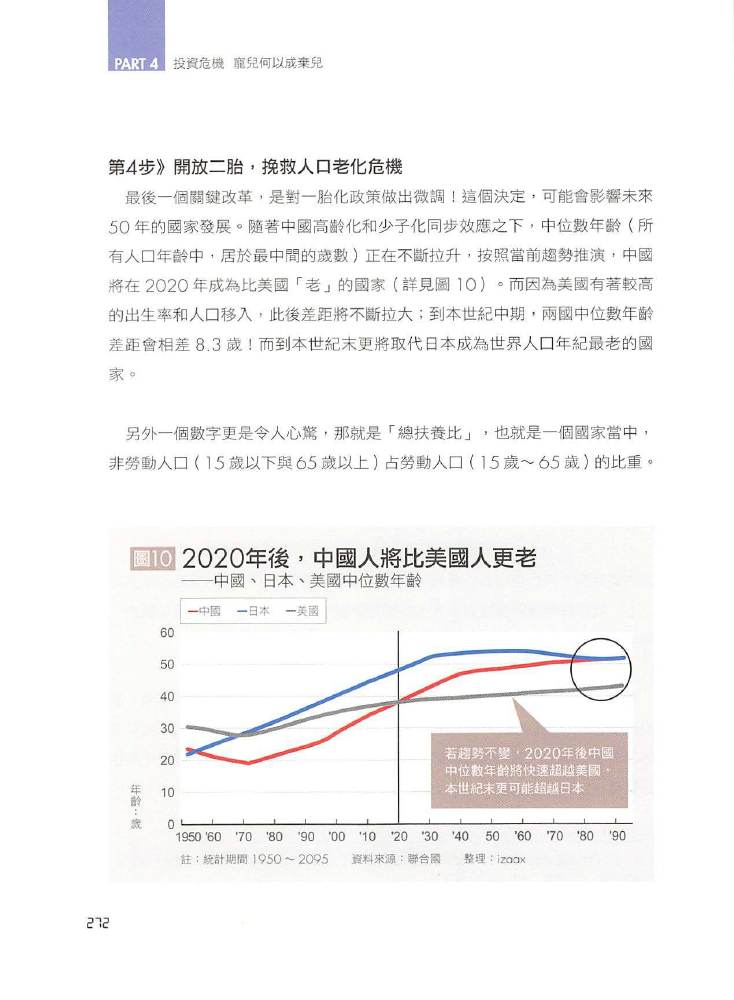 PART 4 投資危機 寵兒何以成棄兒
第4步》開放二胎，挽救人口老化危機
最後一個關鍵改革，是對一胎化政策做出微調！這個決定，可能會影響未來
50 年的國家發展。隨著中國高齡化和少子化同步效應之下，中位數年齡（所
有人口年齡中，居於最中間的歲數）正在不斷拉升，按照當前趨勢推演，中國
將在 2020 年成為比美國「老」的國家（詳見圖 10）。而因為美國有著較高
的出生率和人口移入，此後差距將不斷拉大；到本世紀中期，兩國中位數年齡
差距會相差 8.3 歲！而到本世紀末更將取代日本成為世界人口年紀最老的國
家。
另外一個數字更是令人心驚，那就是「總扶養比」，也就是一個國家當中，
非勞動人口（15 歲以下與 65 歲以上）占勞動人口（15 歲～65 歲）的比重。
圖10 2020年後，中國人將比美國人更老
——中國、日本、美國中位數年齡
中國 日本 美國
60
50
40
30
20
10
0
年齡：歲
若趨勢不變，2020年後中國
中位數年齡將快速超越美國，
本世紀末更可能超越日本
1950 '60 '70 '80 '90 '00 '10 '20 '30 '40 50 '60 '70 '80 '90
註：統計期間 1950～2095 資料來源：聯合國 整理：izaax
272